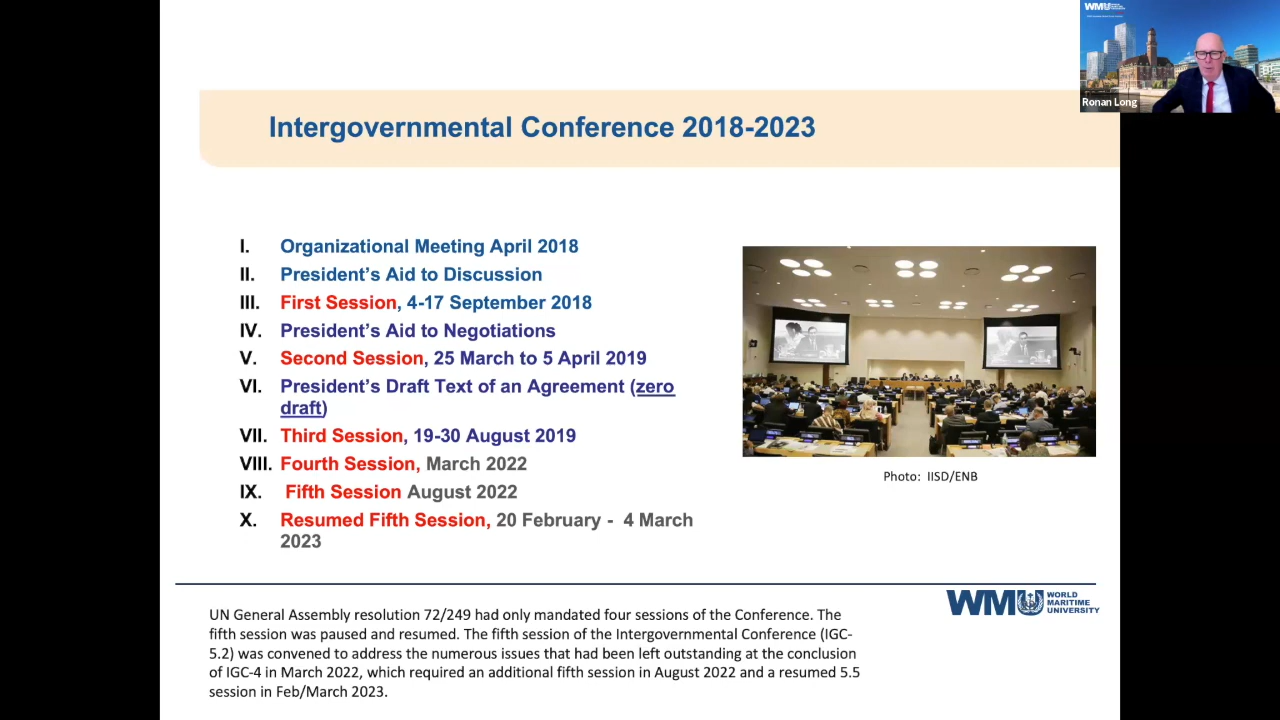 WMU
Ronan Long
Intergovernmental Conference 2018-2023
I. Organizational Meeting April 2018
II. President’s Aid to Discussion
III. First Session, 4-17 September 2018
IV. President’s Aid to Negotiations
V. Second Session, 25 March to 5 April 2019
VI. President’s Draft Text of an Agreement (zero
draft)
VII. Third Session, 19-30 August 2019
VIII. Fourth Session, March 2022
IX. Fifth Session August 2022
X. Resumed Fifth Session, 20 February - 4 March
2023
Photo: IISD/ENB
WMU WORLD
MARITIME
UNIVERSITY
UN General Assembly resolution 72/249 had only mandated four sessions of the Conference. The
fifth session was paused and resumed. The fifth session of the Intergovernmental Conference (IGC-
5.2) was convened to address the numerous issues that had been left outstanding at the conclusion
of IGC-4 in March 2022, which required an additional fifth session in August 2022 and a resumed 5.5
session in Feb/March 2023.